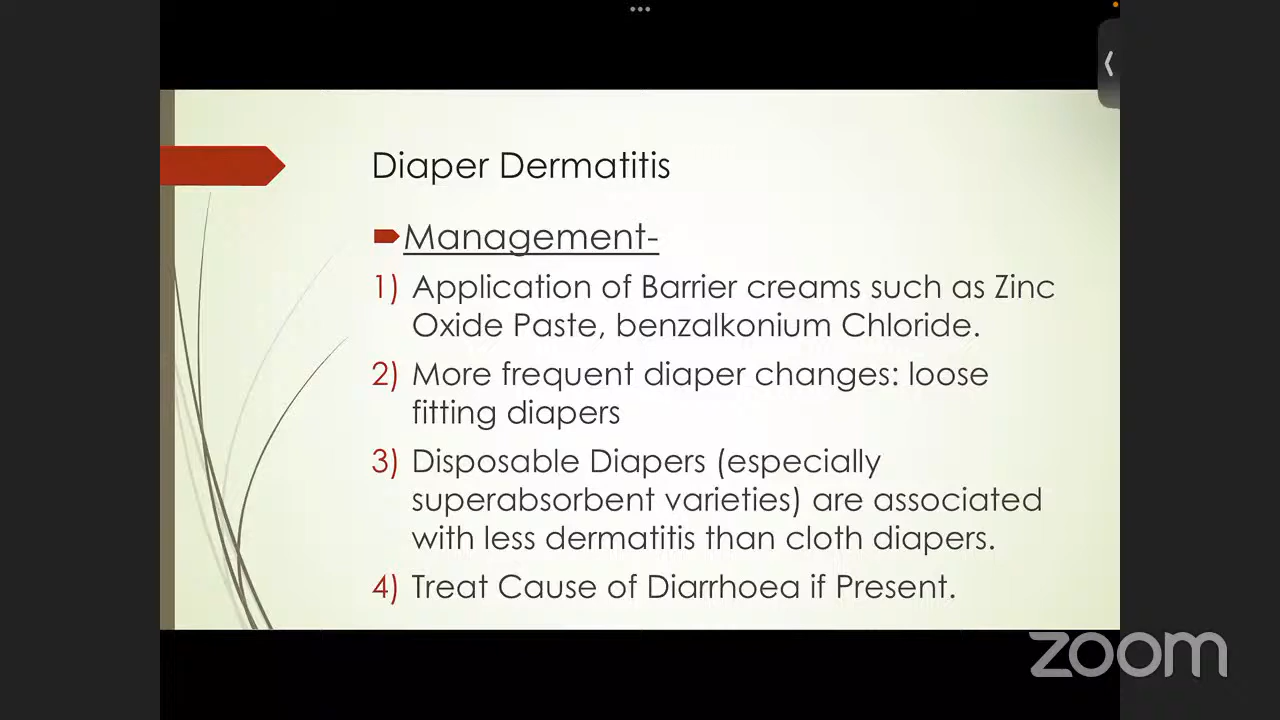 Diaper Dermatitis
Management-
1) Application of Barrier creams such as Zinc
Oxide Paste, benzalkonium Chloride.
2) More frequent diaper changes: loose
fitting diapers
3) Disposable Diapers (especially
superabsorbent varieties) are associated
with less dermatitis than cloth diapers.
4) Treat Cause of Diarrhoea if Present.
zoom